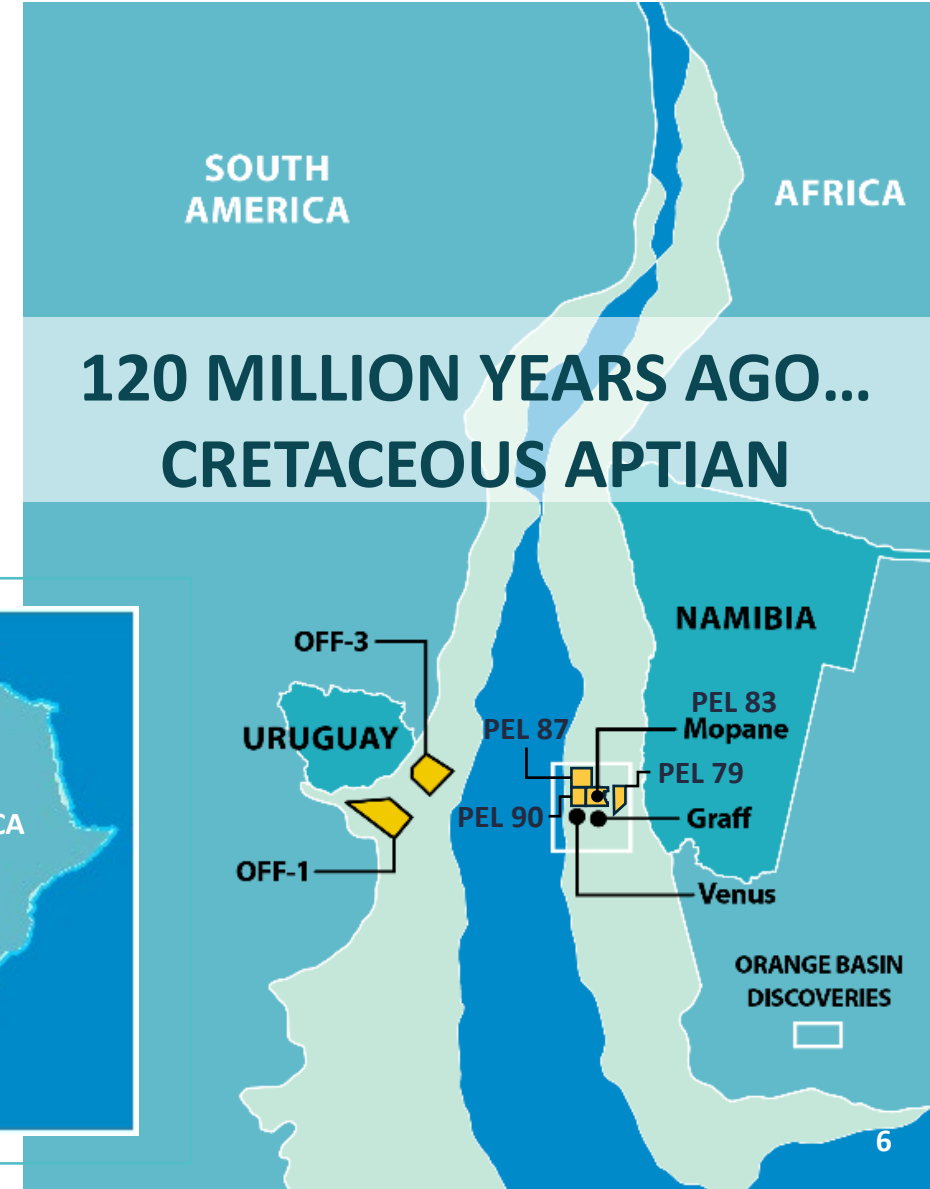 SOUTH
AMERICA
AFRICA
120 MILLION YEARS AGO...
CRETACEOUS APTIAN
NAMIBIA
OFF-3
PEL 83
URUGUAY
PEL 87
Mopane
PEL 79
CA
PEL 90
Graff
OFF-1
Venus
ORANGE BASIN
DISCOVERIES
6